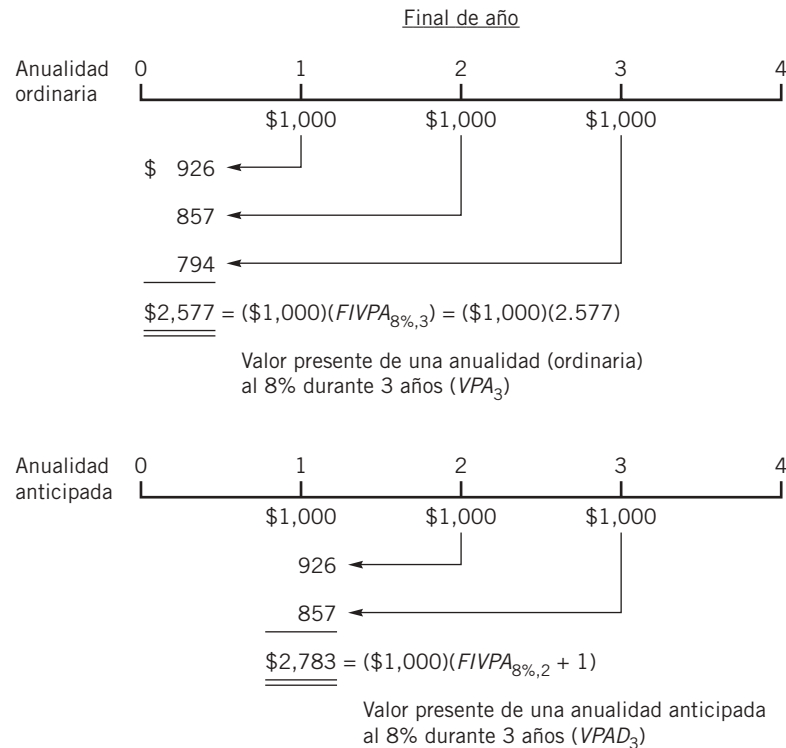 Final de año
Anualidad ordinaria
0 1 2 3 4
$1,000 $1,000 $1,000
$ 926
857
794
$2,577 = ($1,000)(FIVPA8%,3) = ($1,000)(2.577)
Valor presente de una anualidad (ordinaria)
al 8% durante 3 años (VPA3)
Anualidad anticipada
0 1 2 3 4
$1,000 $1,000 $1,000
926
857
$2,783 = ($1,000)(FIVPA8%,2 + 1)
Valor presente de una anualidad anticipada
al 8% durante 3 años (VPAD3)